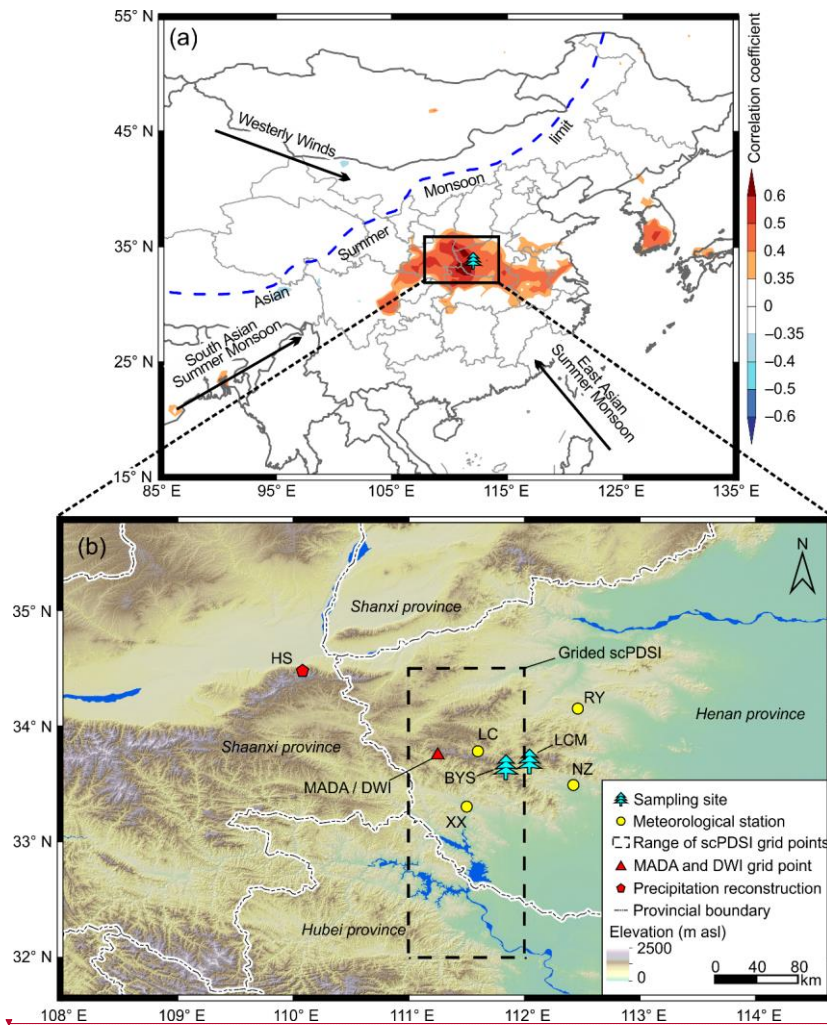 (a)
55° N
45° N
35° N
25° N
15° N
85° E
95° E
105° E
115° E
125° E
135° E
Westerly Winds
Asian
Summer
Monsoon
limit
South Asian
Summer Monsoon
East Asian
Summer Monsoon
Correlation coefficient
0.6
0.5
0.4
0.35
0
−0.35
−0.4
−0.5
−0.6
(b)
N
35° N
34° N
33° N
32° N
108° E
109° E
110° E
111° E
112° E
113° E
114° E
Shanxi province
Grided scPDSI
HS
RY
Henan province
Shaanxi province
LC
LCM
MADA / DWI
BYS
NZ
XX
Hubei province
Sampling site
Meteorological station
Range of scPDSI grid points
MADA and DWI grid point
Precipitation reconstruction
Provincial boundary
Elevation (m asl)
2500
0
0 40 80
km